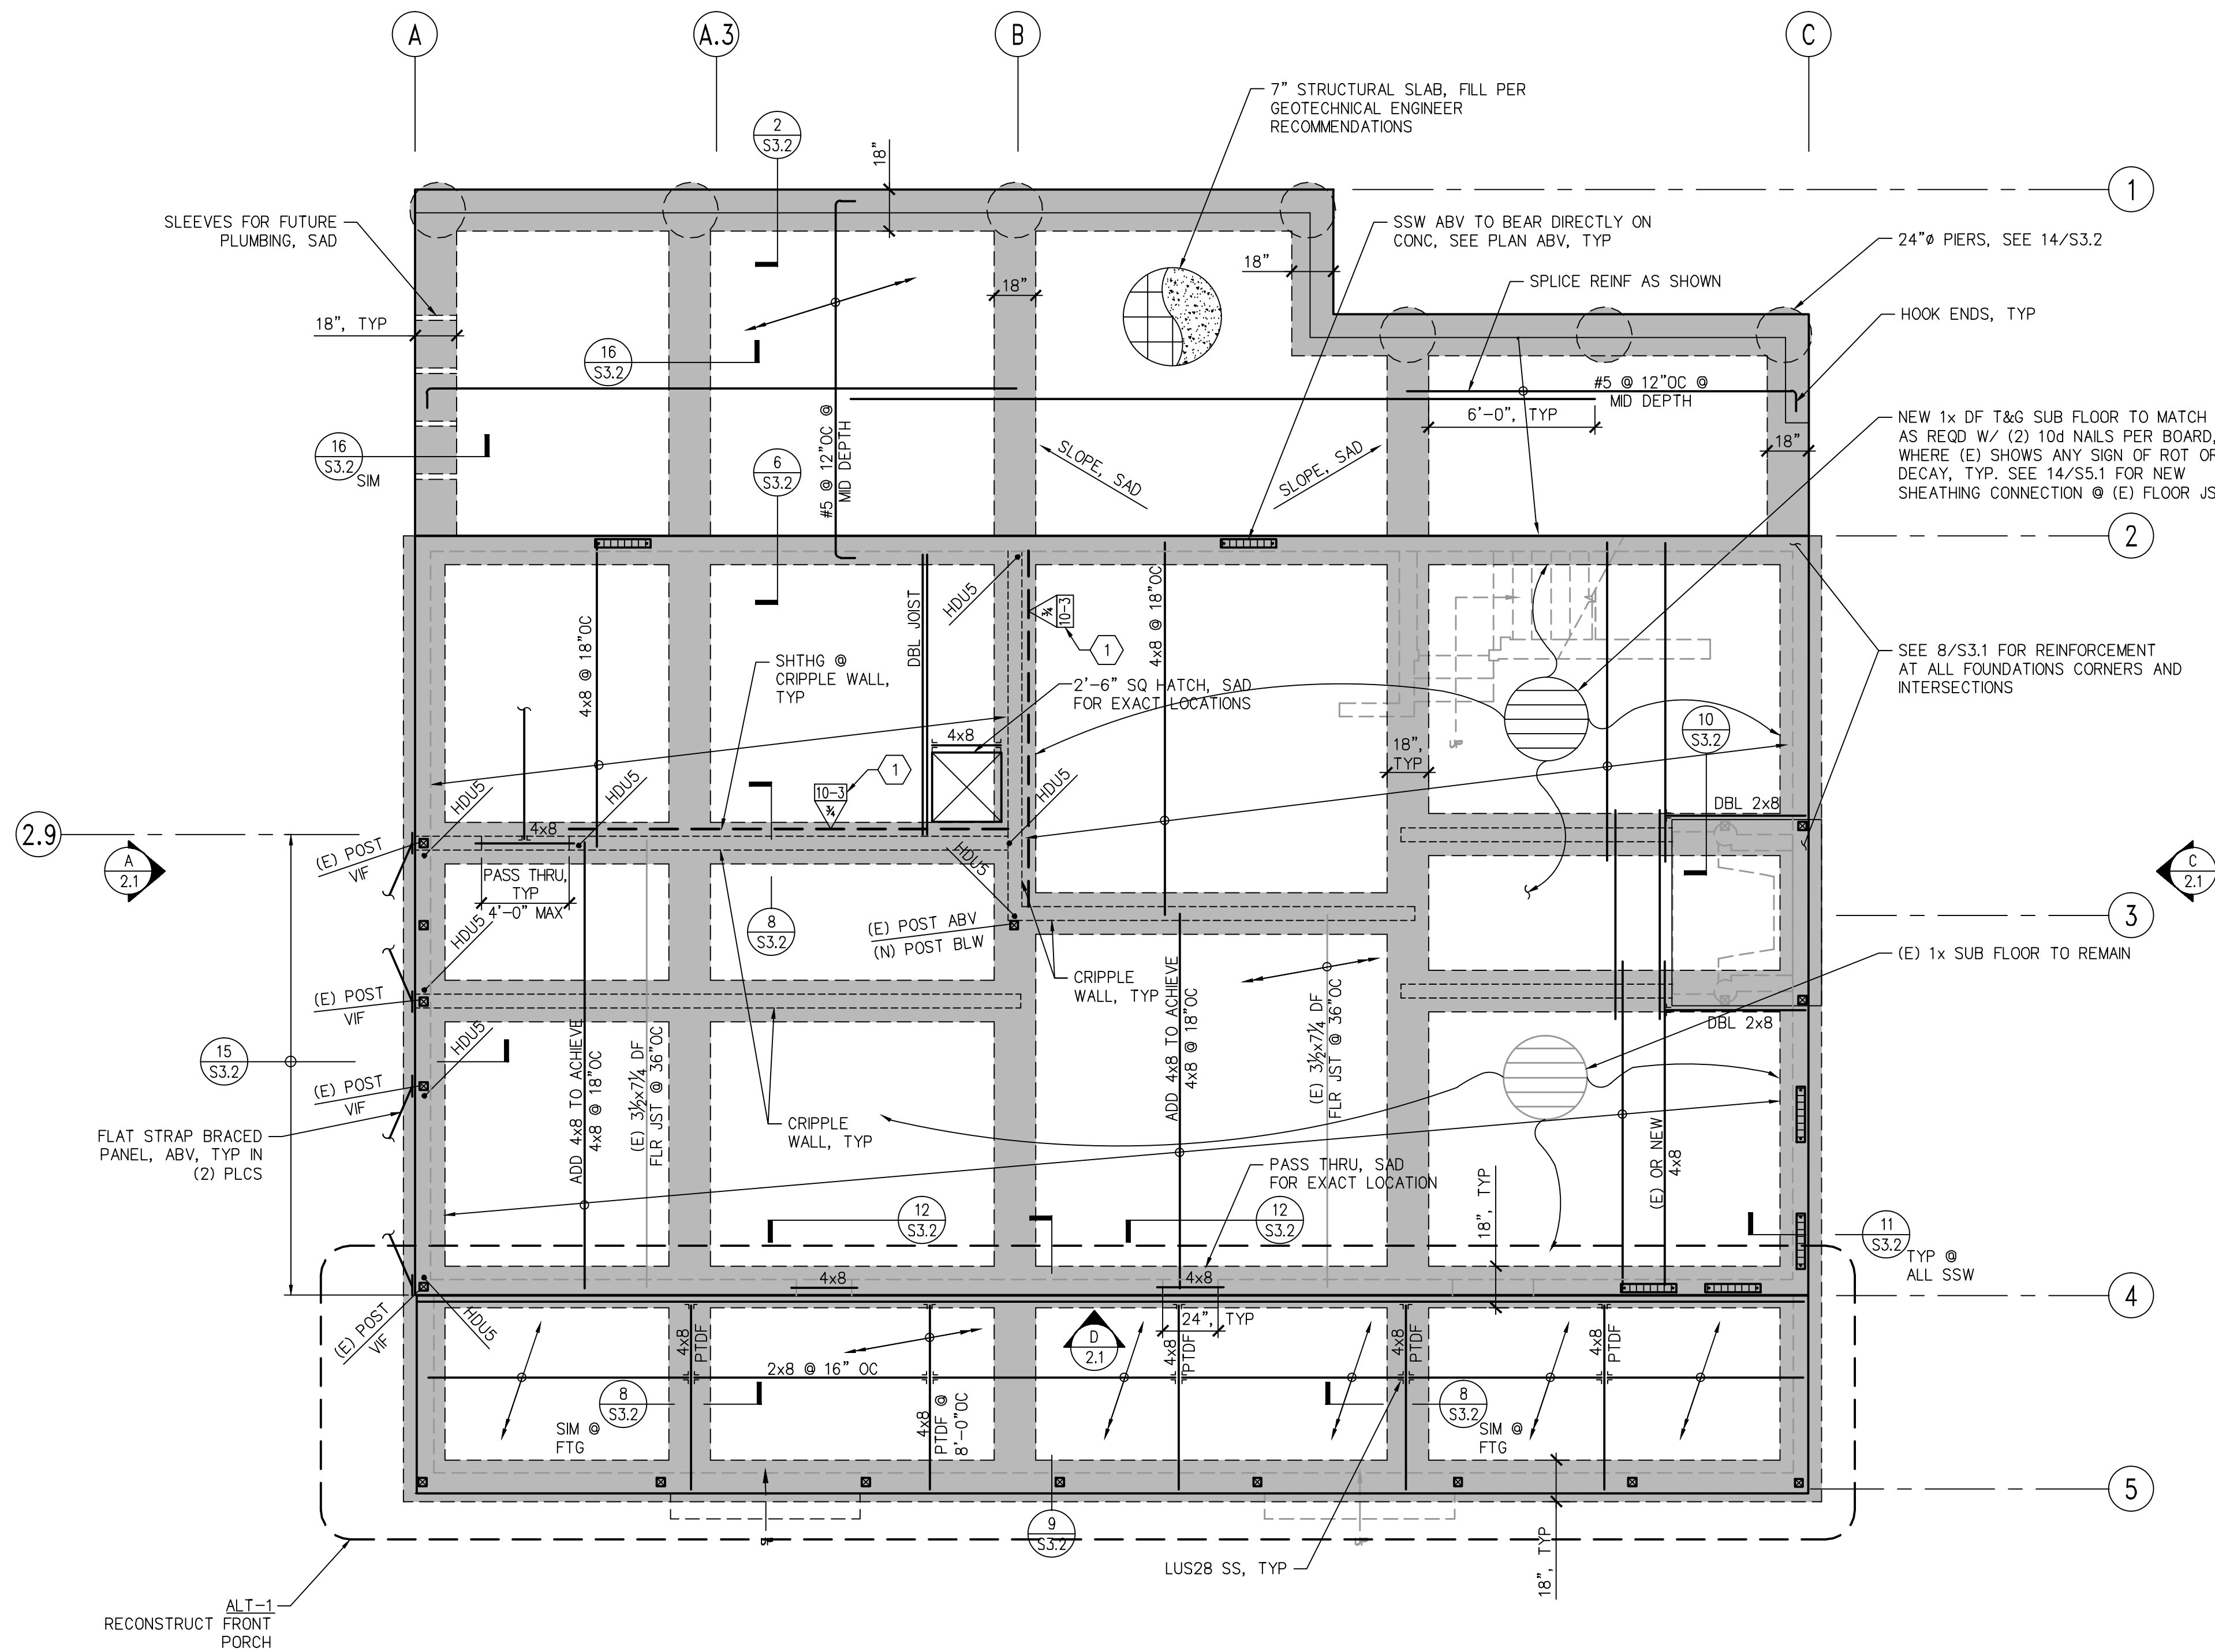 A
A.3
B
C
7" STRUCTURAL SLAB, FILL PER
GEOTECHNICAL ENGINEER
RECOMMENDATIONS
2
S3.2
18"
1
SLEEVES FOR FUTURE
PLUMBING, SAD
SSW ABV TO BEAR DIRECTLY ON
CONC, SEE PLAN ABV, TYP
24"ø PIERS, SEE 14/S3.2
18"
18"
SPLICE REINF AS SHOWN
HOOK ENDS, TYP
18", TYP
16
S3.2
#5 @ 12"OC @
MID DEPTH
6'-0", TYP
18"
NEW 1x DF T&G SUB FLOOR TO MATCH
AS REQD W/ (2) 10d NAILS PER BOARD,
WHERE (E) SHOWS ANY SIGN OF ROT OR
DECAY, TYP. SEE 14/S5.1 FOR NEW
SHEATHING CONNECTION @ (E) FLOOR JS
16
S3.2
SIM
#5 @ 12"OC @
MID DEPTH
6
S3.2
SLOPE, SAD
SLOPE, SAD
2
HDU5
DBL JOIST
4x8 @ 18"OC
4x8 @ 18"OC
3/4
10-3
1
SHTHG @
CRIPPLE WALL,
TYP
2'-6" SQ HATCH, SAD
FOR EXACT LOCATIONS
4x8
SEE 8/S3.1 FOR REINFORCEMENT
AT ALL FOUNDATIONS CORNERS AND
INTERSECTIONS
10
S3.2
18",
TYP
UP
1
10-3
3/4
HDU5
HDU5
HDU5
DBL 2x8
2.9
A
2.1
(E) POST
VIF
4x8
PASS THRU,
TYP
4'-0" MAX
HDU5
C
2.1
8
S3.2
(E) POST ABV
(N) POST BLW
3
HDU5
(E) POST
VIF
CRIPPLE
WALL, TYP
(E) 1x SUB FLOOR TO REMAIN
DBL 2x8
15
S3.2
HDU5
(E) POST
VIF
ADD 4x8 TO ACHIEVE
4x8 @ 18"OC
(E) 3½x7¼ DF
FLR JST @ 36"OC
ADD 4x8 TO ACHIEVE
4x8 @ 18"OC
(E) 3½x7¼ DF
FLR JST @ 36"OC
CRIPPLE
WALL, TYP
FLAT STRAP BRACED
PANEL, ABV, TYP IN
(2) PLCS
(E) OR NEW
4x8
PASS THRU, SAD
FOR EXACT LOCATION
18", TYP
12
S3.2
12
S3.2
11
S3.2
TYP @
ALL SSW
4x8
4x8
4
(E) POST
VIF
HDU5
24", TYP
D
2.1
4x8
PTDF
4x8
PTDF
4x8
PTDF
4x8
PTDF
2x8 @ 16" OC
4x8
PTDF @
8'-0"OC
8
S3.2
8
S3.2
SIM @
FTG
SIM @
FTG
5
9
S3.2
UP
UP
18", TYP
LUS28 SS, TYP
ALT-1
RECONSTRUCT FRONT
PORCH